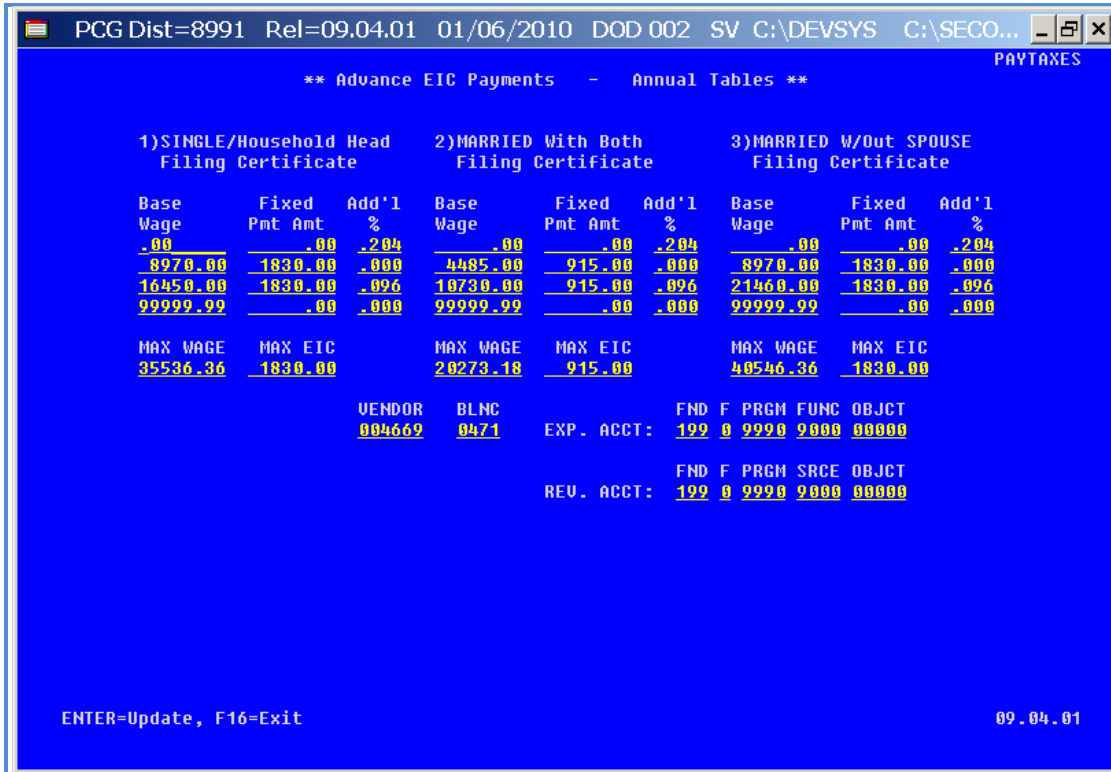 PCG Dist=8991 Rel=09.04.01 01/06/2010 DOD 002 SV C:\DEVSYS C:\SECO...
PAYTAXES
** Advance EIC Payments - Annual Tables **
1)SINGLE/Household Head 2)MARRIED With Both 3)MARRIED W/Out SPOUSE
Filing Certificate Filing Certificate Filing Certificate
Base Fixed Add'l Base Fixed Add'l Base Fixed Add'l
Wage Pmt Amt % Wage Pmt Amt % Wage Pmt Amt %
.00 .00 .204 .00 .00 .204 .00 .00 .204
8970.00 1830.00 .000 4485.00 915.00 .000 8970.00 1830.00 .000
16450.00 1830.00 .096 10730.00 915.00 .096 21460.00 1830.00 .096
99999.99 .00 .000 99999.99 .00 .000 99999.99 .00 .000
MAX WAGE MAX EIC MAX WAGE MAX EIC MAX WAGE MAX EIC
35536.36 1830.00 20273.18 915.00 40546.36 1830.00
VENDOR BLNC FND F PRGM FUNC OBJCT
004669 0471 EXP. ACCT: 199 0 9990 9000 00000
FND F PRGM SRCE OBJCT
REV. ACCT: 199 0 9990 9000 00000
ENTER=Update, F16=Exit 09.04.01